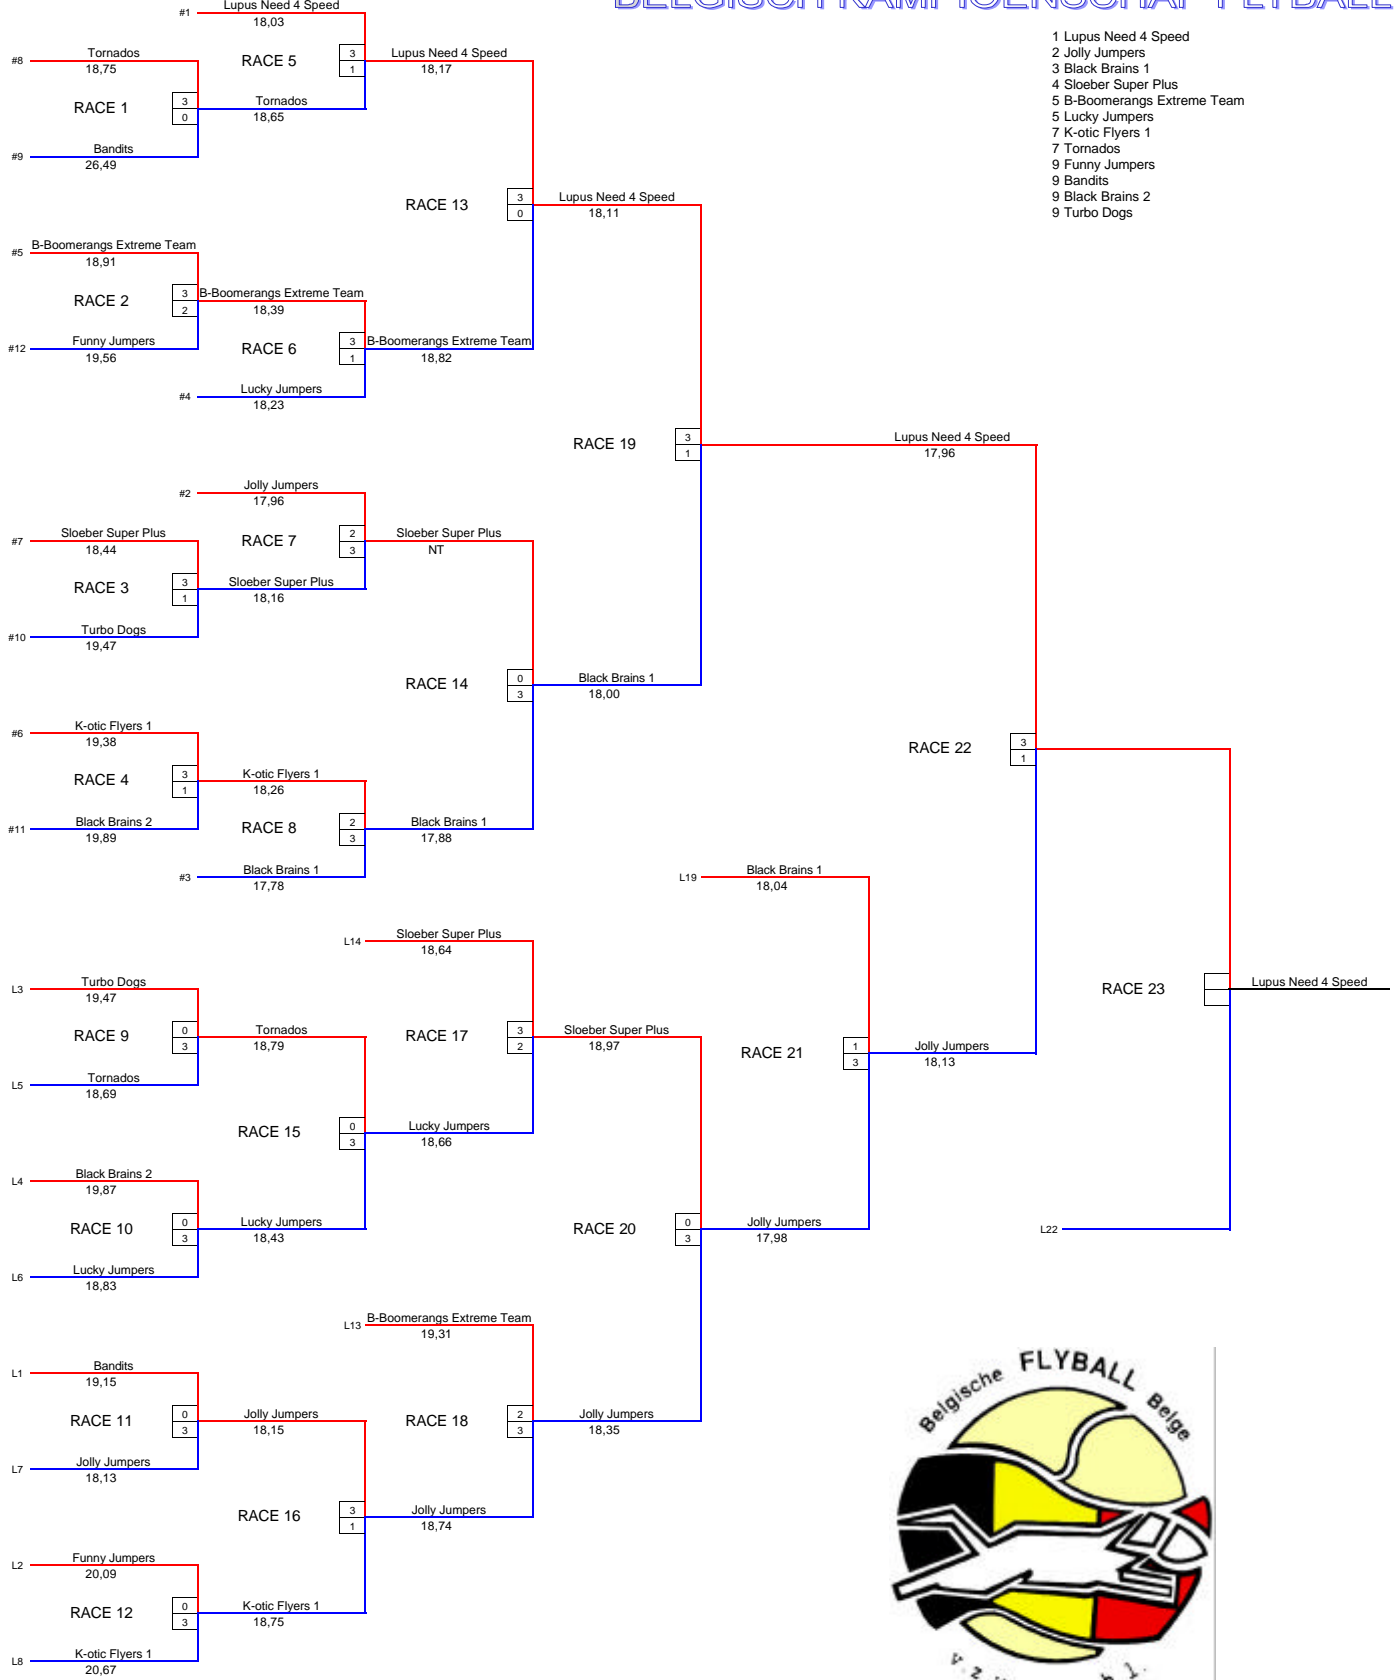 BELGISCH KAMPIOENSCHAP FLYBALL
1 Lupus Need 4 Speed
2 Jolly Jumpers
3 Black Brains 1
4 Sloeber Super Plus
5 B-Boomerangs Extreme Team
5 Lucky Jumpers
7 K-otic Flyers 1
7 Tornados
9 Funny Jumpers
9 Bandits
9 Black Brains 2
9 Turbo Dogs
#1 Lupus Need 4 Speed
18,03
#8 Tornados
18,75
RACE 1
3
0
#9 Bandits
26,49
RACE 5
3
1
Tornados
18,65
Lupus Need 4 Speed
18,17
#5 B-Boomerangs Extreme Team
18,91
RACE 2
3
2
#12 Funny Jumpers
19,56
B-Boomerangs Extreme Team
18,39
RACE 6
3
1
#4 Lucky Jumpers
18,23
B-Boomerangs Extreme Team
18,82
RACE 13
3
0
Lupus Need 4 Speed
18,11
#2 Jolly Jumpers
17,96
#7 Sloeber Super Plus
18,44
RACE 3
3
1
#10 Turbo Dogs
19,47
RACE 7
2
3
Sloeber Super Plus
18,16
Sloeber Super Plus
NT
#6 K-otic Flyers 1
19,38
RACE 4
3
1
#11 Black Brains 2
19,89
K-otic Flyers 1
18,26
RACE 8
2
3
#3 Black Brains 1
17,78
Black Brains 1
17,88
RACE 14
0
3
Black Brains 1
18,00
RACE 19
3
1
Lupus Need 4 Speed
17,96
L3 Turbo Dogs
19,47
RACE 9
0
3
L5 Tornados
18,69
Tornados
18,79
L4 Black Brains 2
19,87
RACE 10
0
3
L6 Lucky Jumpers
18,83
Lucky Jumpers
18,43
RACE 15
0
3
L14 Sloeber Super Plus
18,64
RACE 17
3
2
Lucky Jumpers
18,66
Sloeber Super Plus
18,97
L1 Bandits
19,15
RACE 11
0
3
L7 Jolly Jumpers
18,13
Jolly Jumpers
18,15
L2 Funny Jumpers
20,09
RACE 12
0
3
L8 K-otic Flyers 1
20,67
K-otic Flyers 1
18,75
RACE 16
3
1
L13 B-Boomerangs Extreme Team
19,31
RACE 18
2
3
Jolly Jumpers
18,74
Jolly Jumpers
18,35
RACE 20
0
3
Jolly Jumpers
17,98
L19 Black Brains 1
18,04
RACE 21
1
3
Jolly Jumpers
18,13
RACE 22
3
1
RACE 23
L22
Lupus Need 4 Speed
Belgische FLYBALL Belge